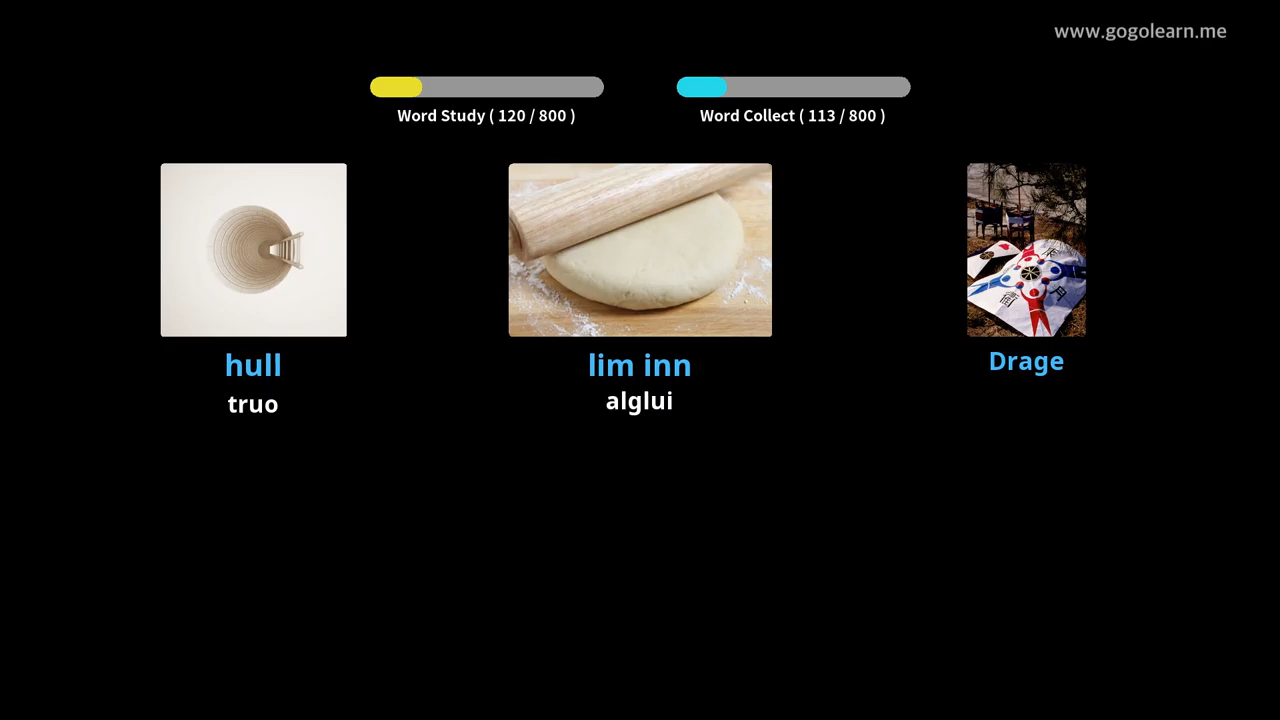 www.gogolearn.me
Word Study ( 120 / 800 )
Word Collect ( 113 / 800 )
hull
truo
lim inn
alglui
Drage